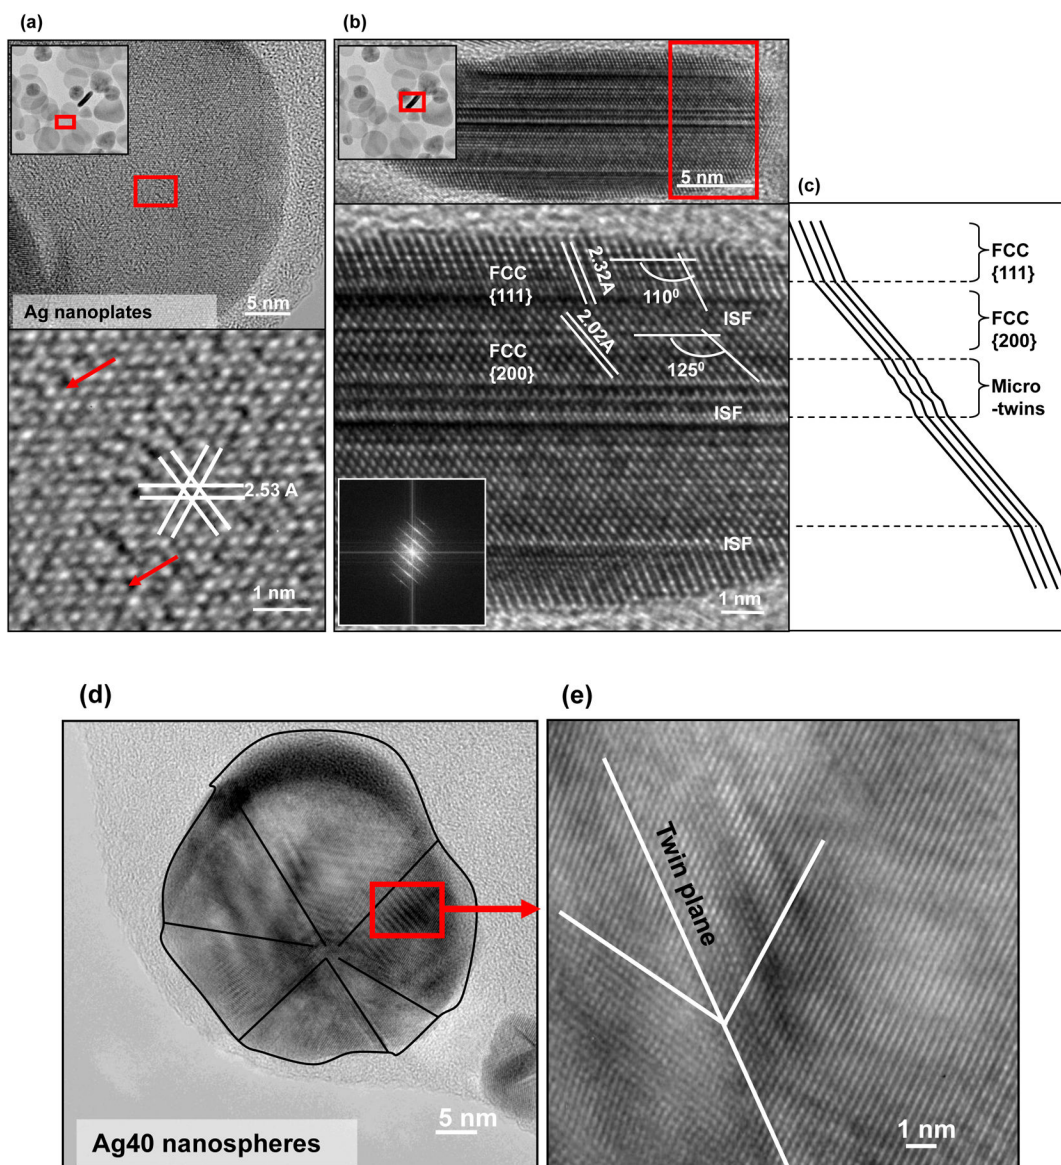 (a)
(b)
5 nm
Ag nanoplates
5 nm
(c)
FCC
{111}
2.32A
110⁰
ISF
FCC
{111}
FCC
{200}
2.02A
125⁰
ISF
FCC
{200}
Micro
-twins
2.53 A
ISF
1 nm
1 nm
(d)
(e)
Twin plane
5 nm
Ag40 nanospheres
1 nm